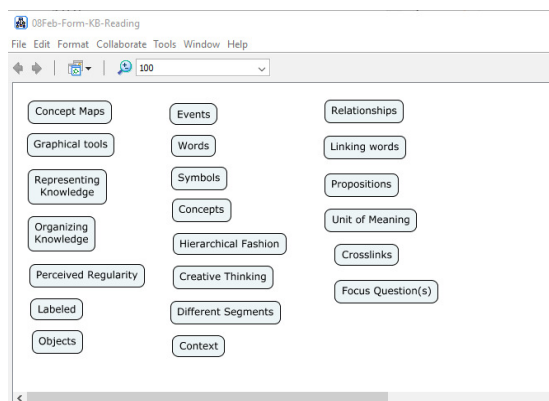 08Feb-Form-KB-Reading
File Edit Format Collaborate Tools Window Help
100
Concept Maps
Graphical tools
Representing
Knowledge
Organizing
Knowledge
Perceived Regularity
Labeled
Objects
Events
Words
Symbols
Concepts
Hierarchical Fashion
Creative Thinking
Different Segments
Context
Relationships
Linking words
Propositions
Unit of Meaning
Crosslinks
Focus Question(s)